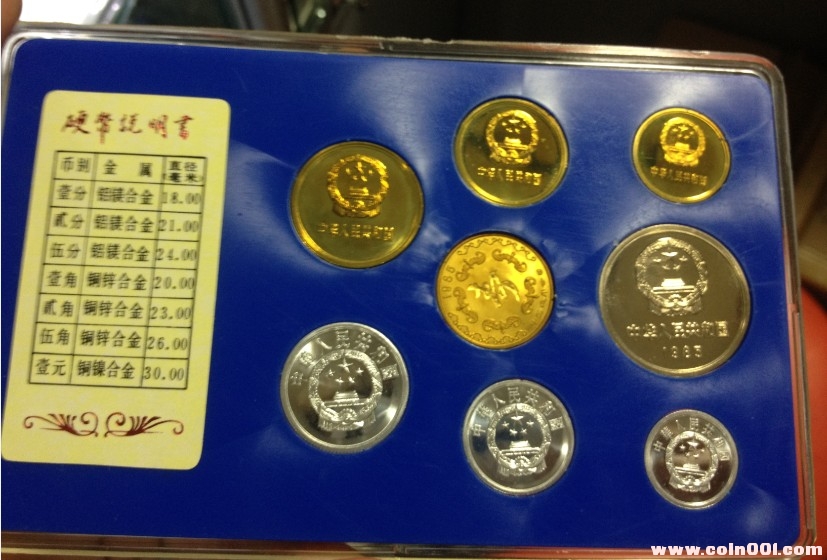 硬幣説明書
币别 金属 直径(毫米)
壹分 铝镁合金 18.00
贰分 铝镁合金 21.00
伍分 铝镁合金 24.00
壹角 铜锌合金 20.00
贰角 铜锌合金 23.00
伍角 铜锌合金 26.00
壹元 铜镍合金 30.00
中华人民共和国
中华人民共和国
中华人民共和国
中华人民共和国
1985
中华人民共和国
中华人民共和国
中华人民共和国
www.coin001.com